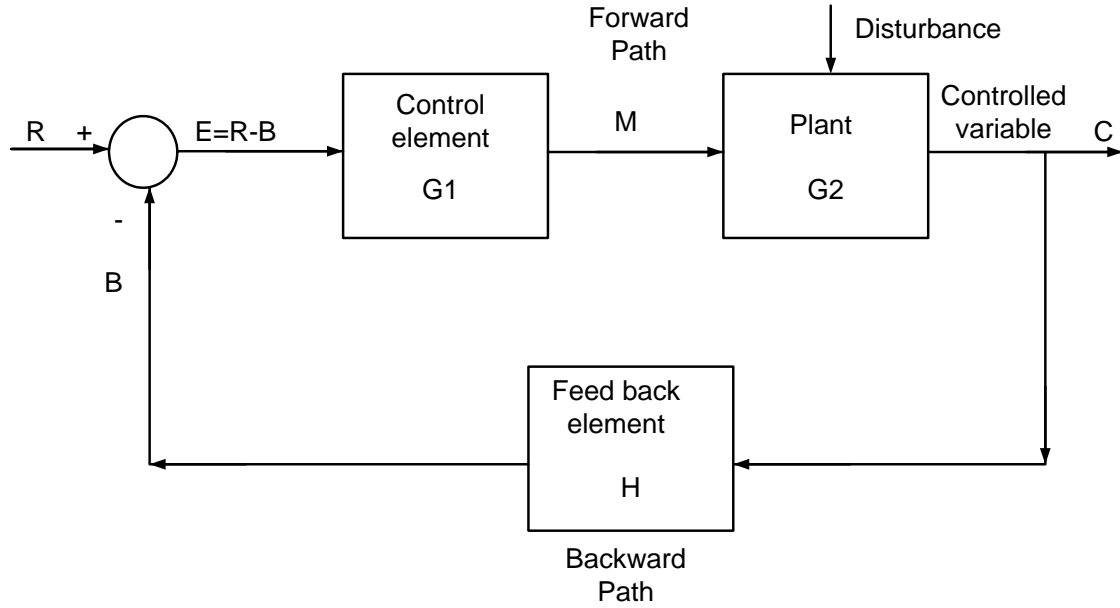 Forward
Path
Disturbance
R
+
E=R-B
Control
element
G1
M
Plant
G2
Controlled
variable
C
-
B
Feed back
element
H
Backward
Path